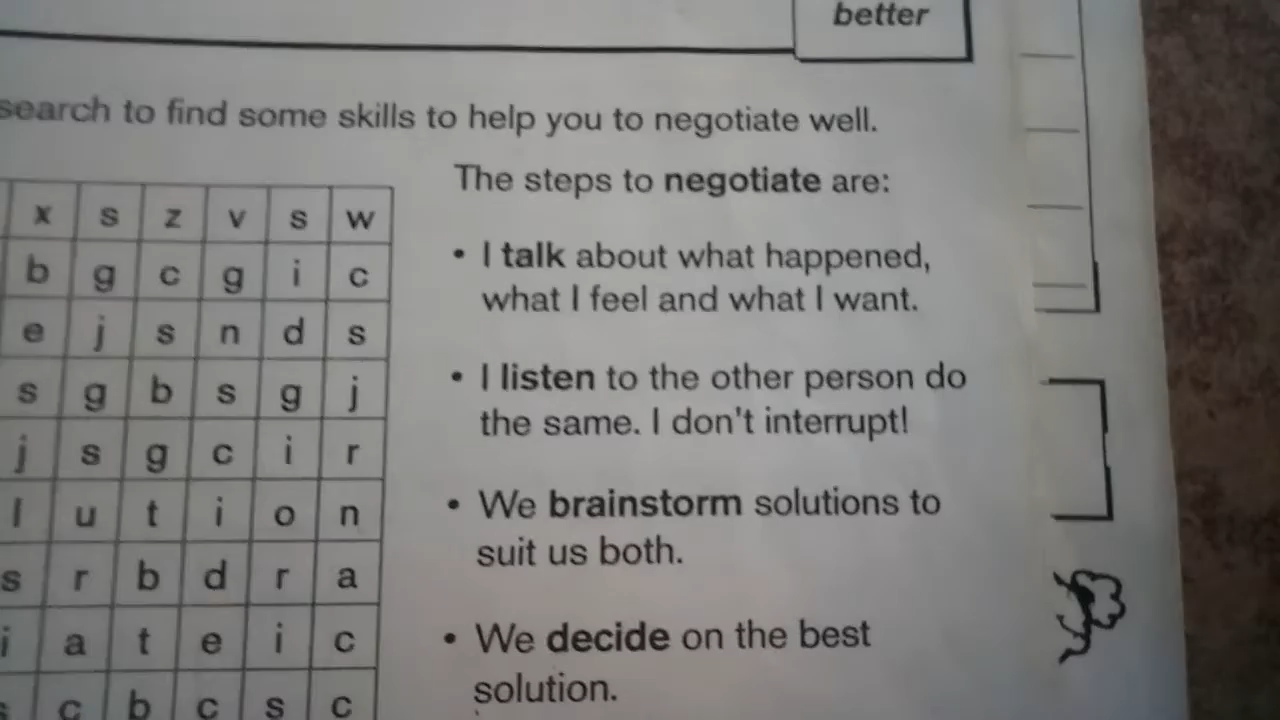 better
search to find some skills to help you to negotiate well.
x s z v s w
b g c g i c
e j s n d s
s g b s g j
j s g c i r
l u t i o n
s r b d r a
i a t e i c
c b c s c
The steps to negotiate are:
• I talk about what happened,
what I feel and what I want.
• I listen to the other person do
the same. I don't interrupt!
• We brainstorm solutions to
suit us both.
• We decide on the best
solution.